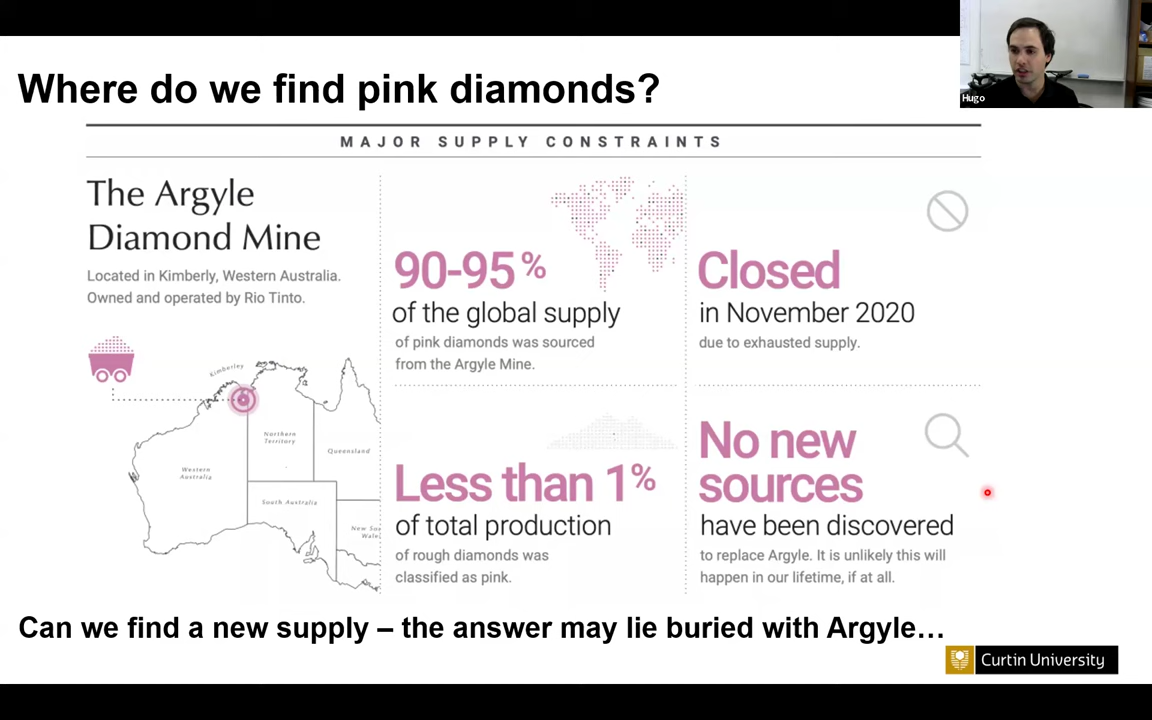 Where do we find pink diamonds?
Hugo
MAJOR SUPPLY CONSTRAINTS
The Argyle
Diamond Mine
Located in Kimberly, Western Australia.
Owned and operated by Rio Tinto.
Kimberley
Northern
Territory
Queensland
Western
Australia
South Australia
New Sou
Wale
90-95%
of the global supply
of pink diamonds was sourced
from the Argyle Mine.
Closed
in November 2020
due to exhausted supply.
Less than 1%
of total production
of rough diamonds was
classified as pink.
No new
sources
have been discovered
to replace Argyle. It is unlikely this will
happen in our lifetime, if at all.
Can we find a new supply – the answer may lie buried with Argyle…
Curtin University